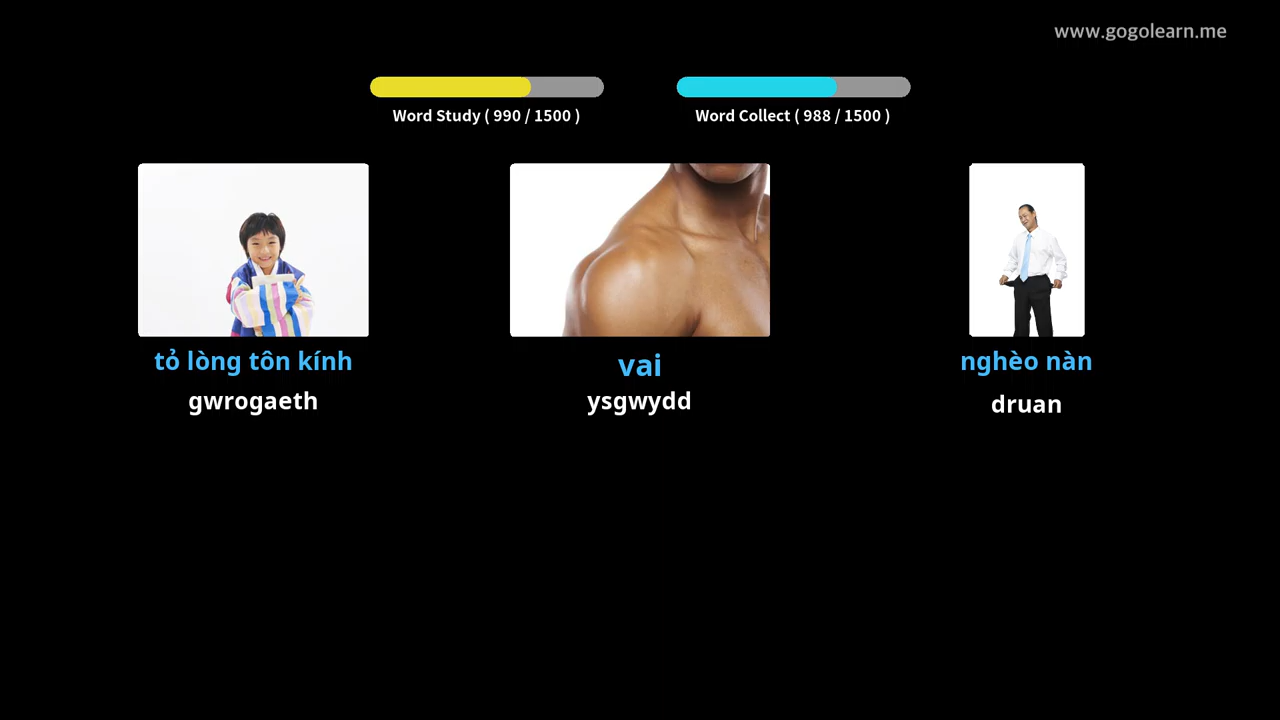 www.gogolearn.me
Word Study ( 990 / 1500 )
Word Collect ( 988 / 1500 )
tỏ lòng tôn kính
vai
nghèo nàn
gwrogaeth
ysgwydd
druan